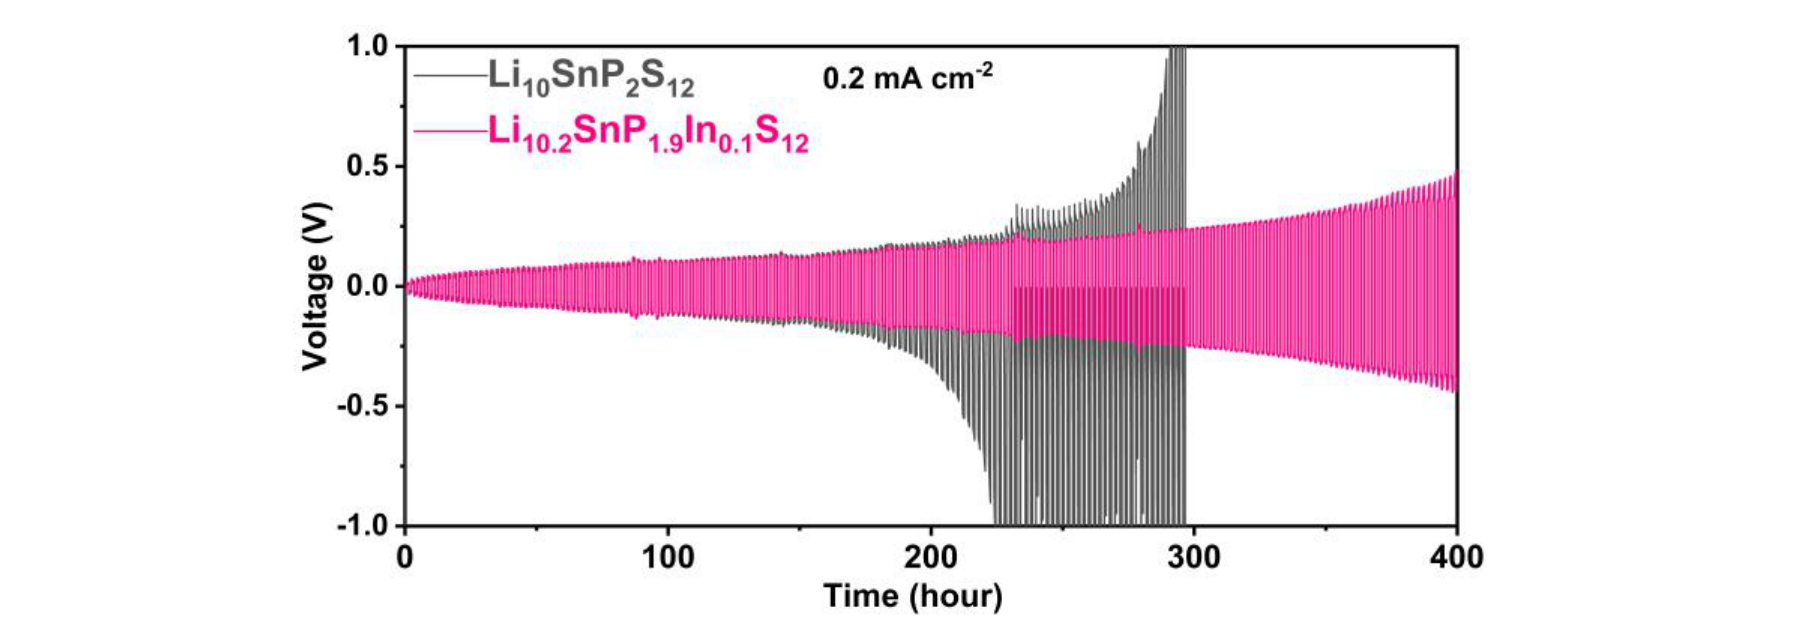 1.0
Li₁₀SnP₂S₁₂
0.2 mA cm⁻²
Li₁₀.₂SnP₁.₉In₀.₁S₁₂
0.5
0.0
-0.5
-1.0
Voltage (V)
0 100 200 300 400
Time (hour)